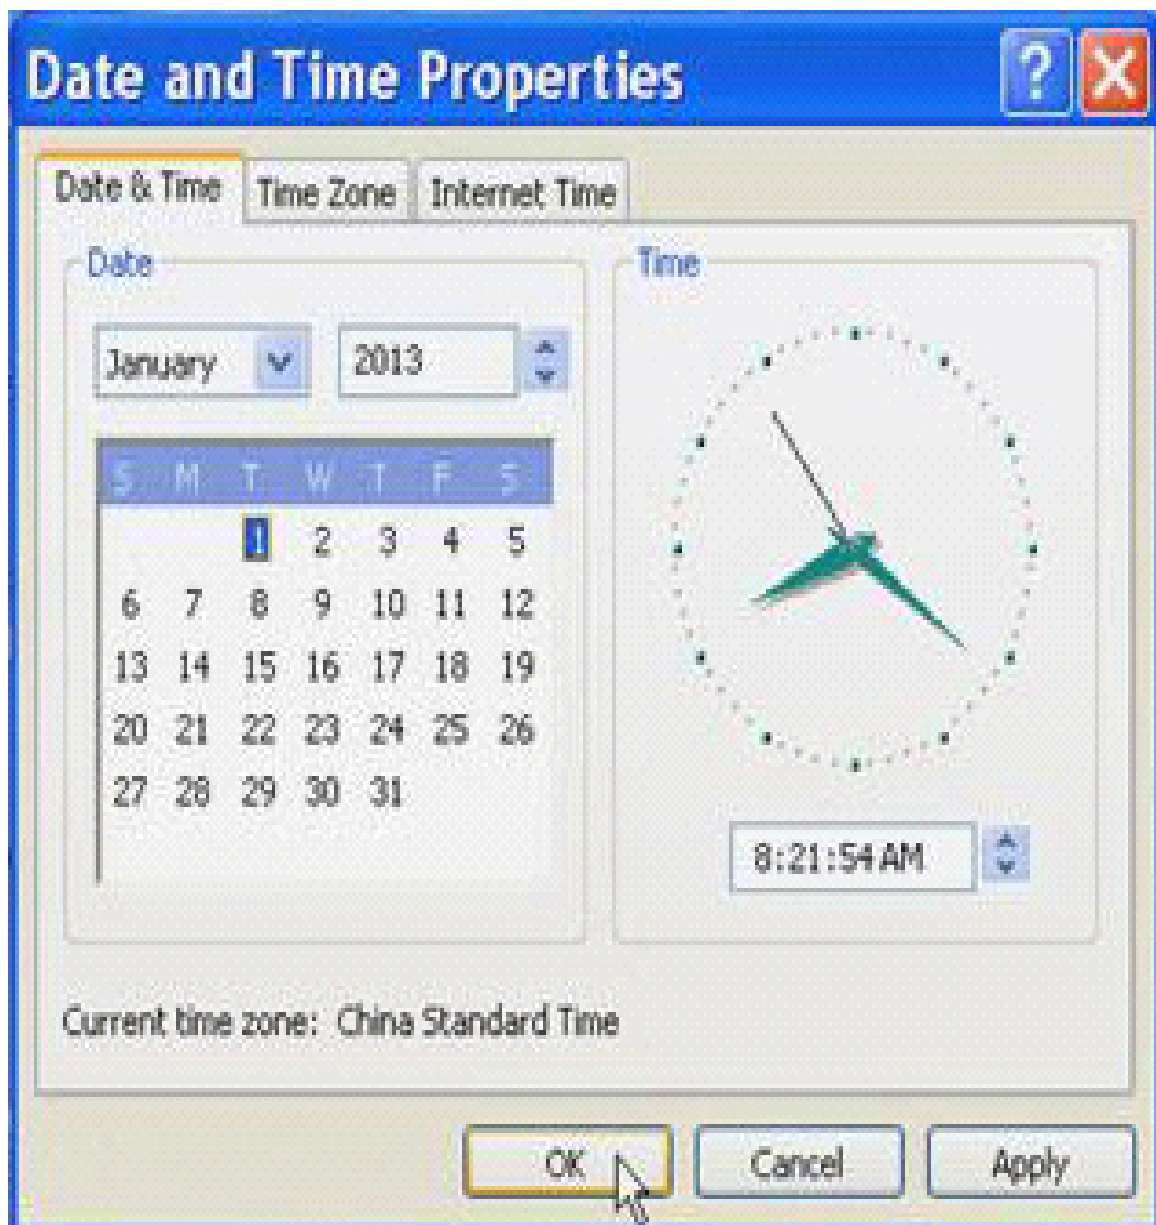 Date and Time Properties
Date & Time Time Zone Internet Time
Date Time
January 2013
S M T W T F S
1 2 3 4 5
6 7 8 9 10 11 12
13 14 15 16 17 18 19
20 21 22 23 24 25 26
27 28 29 30 31
8:21:54 AM
Current time zone: China Standard Time
OK Cancel Apply